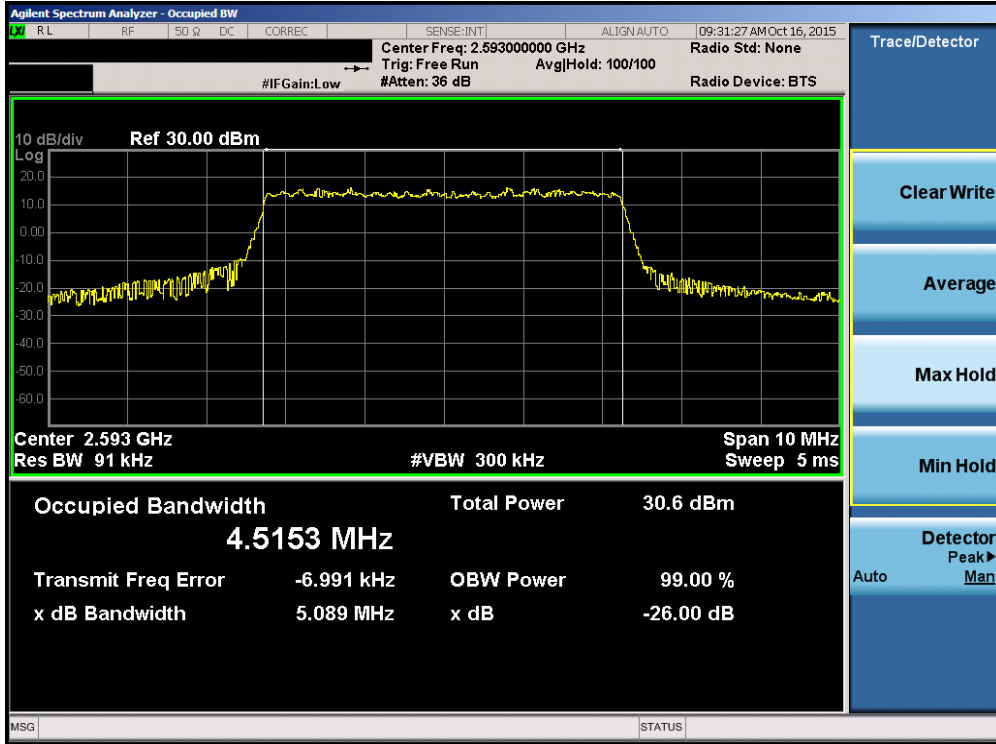 Agilent Spectrum Analyzer - Occupied BW
LXI RL RF 50 Ω DC CORREC SENSE:INT ALIGN AUTO 09:31:27 AM Oct 16, 2015
Center Freq: 2.593000000 GHz Radio Std: None
Trig: Free Run Avg|Hold: 100/100
#IFGain:Low #Atten: 36 dB Radio Device: BTS
10 dB/div Ref 30.00 dBm
Log
20.0
10.0
0.00
-10.0
-20.0
-30.0
-40.0
-50.0
-60.0
Center 2.593 GHz Span 10 MHz
Res BW 91 kHz #VBW 300 kHz Sweep 5 ms
Occupied Bandwidth Total Power 30.6 dBm
4.5153 MHz
Transmit Freq Error -6.991 kHz OBW Power 99.00 %
x dB Bandwidth 5.089 MHz x dB -26.00 dB
MSG STATUS
Trace/Detector
Clear Write
Average
Max Hold
Min Hold
Detector
Peak▶
Auto Man